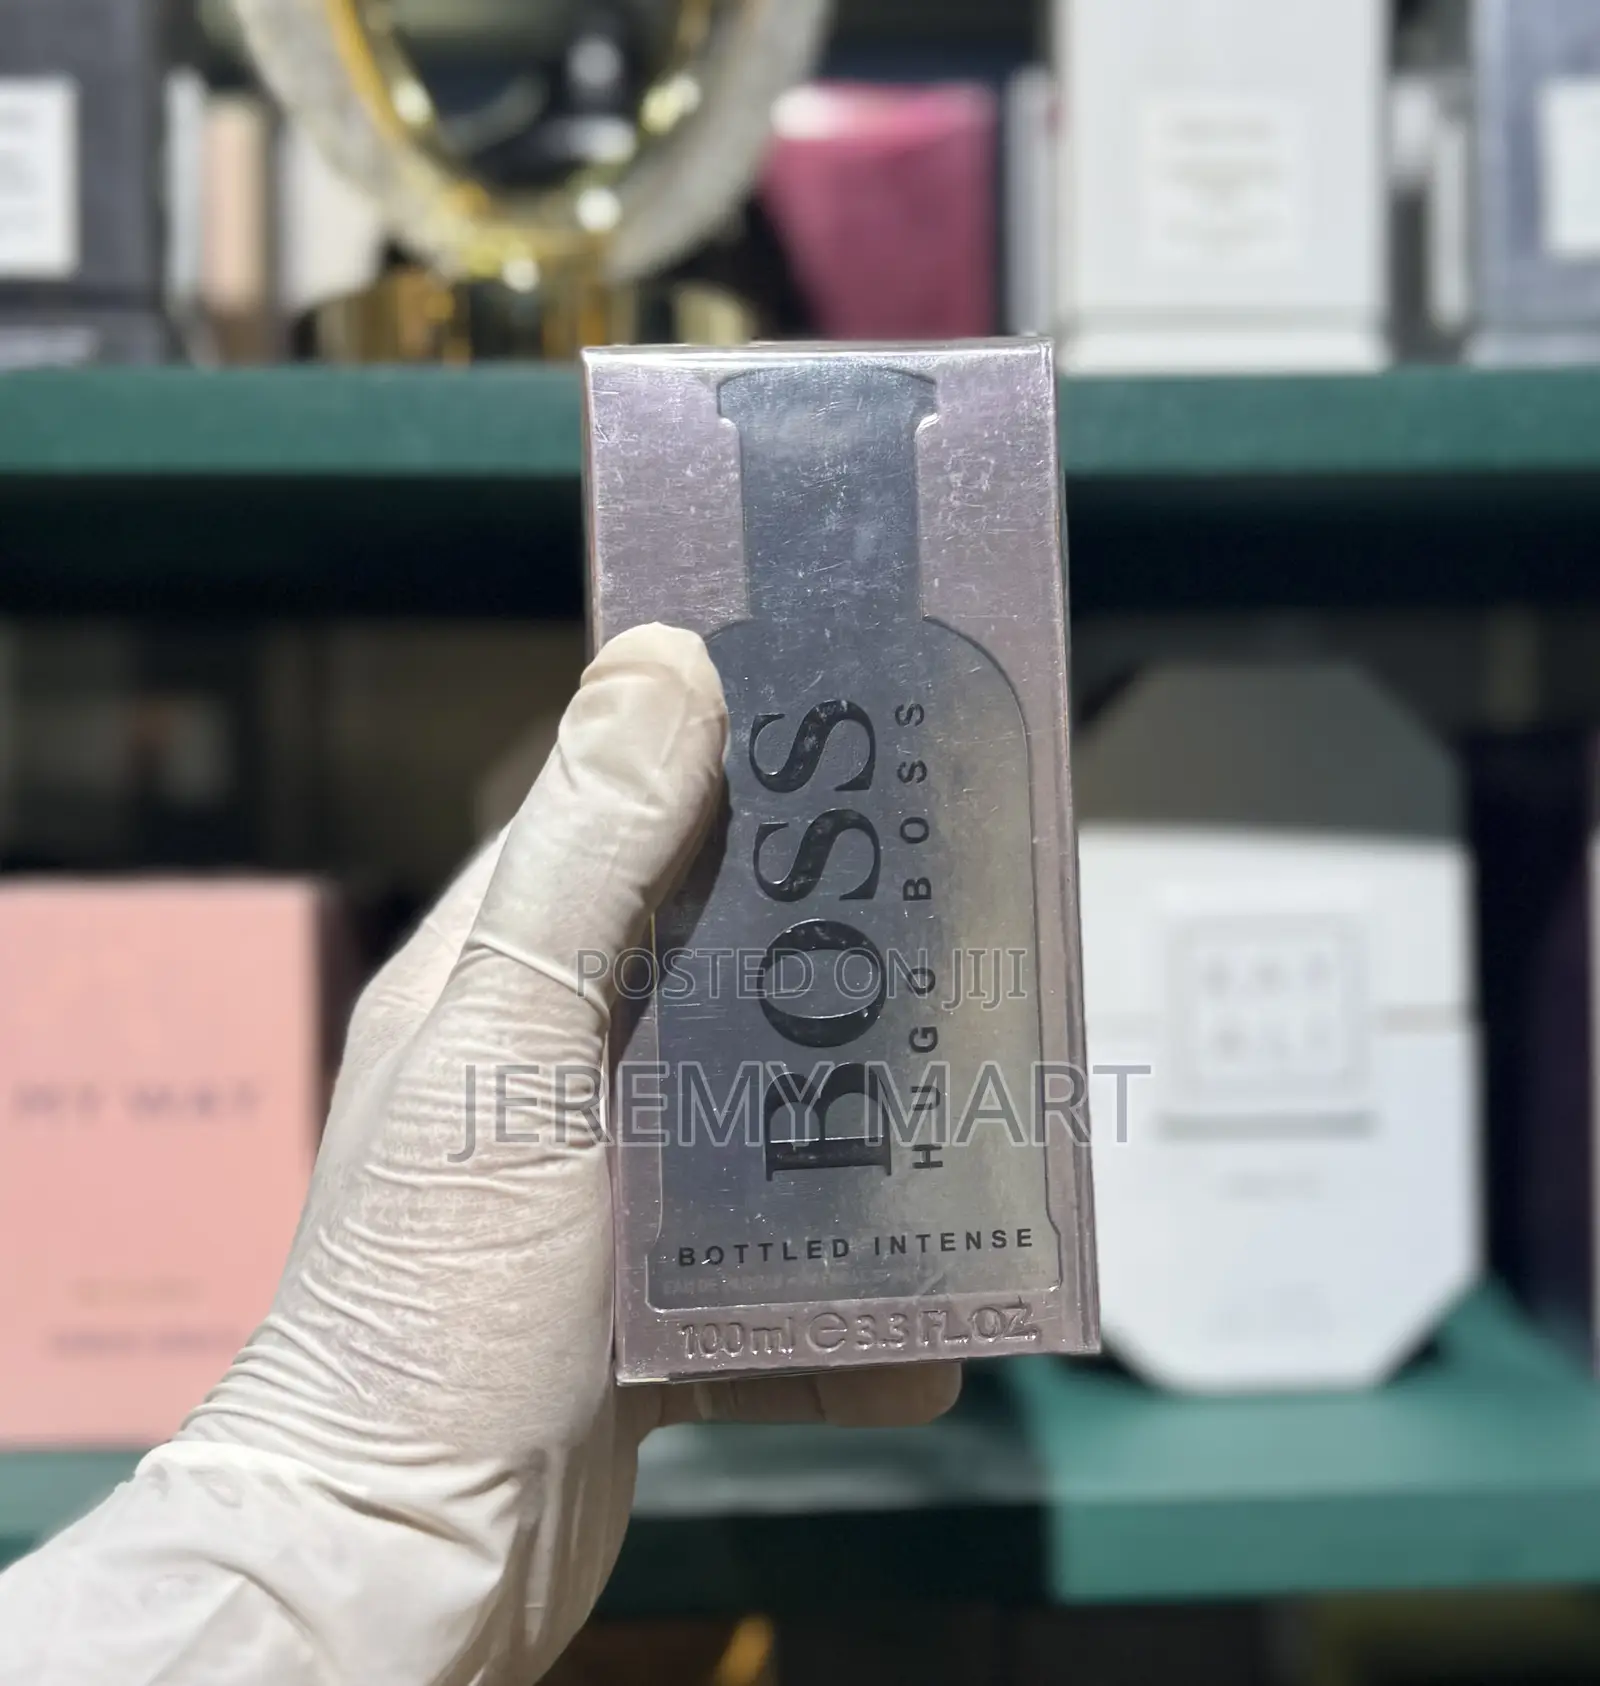 BOSS
HUGO BOSS
BOTTLED INTENSE
100ml e 3.3 FL.OZ.
POSTED ON JIJI
JEREMY MART